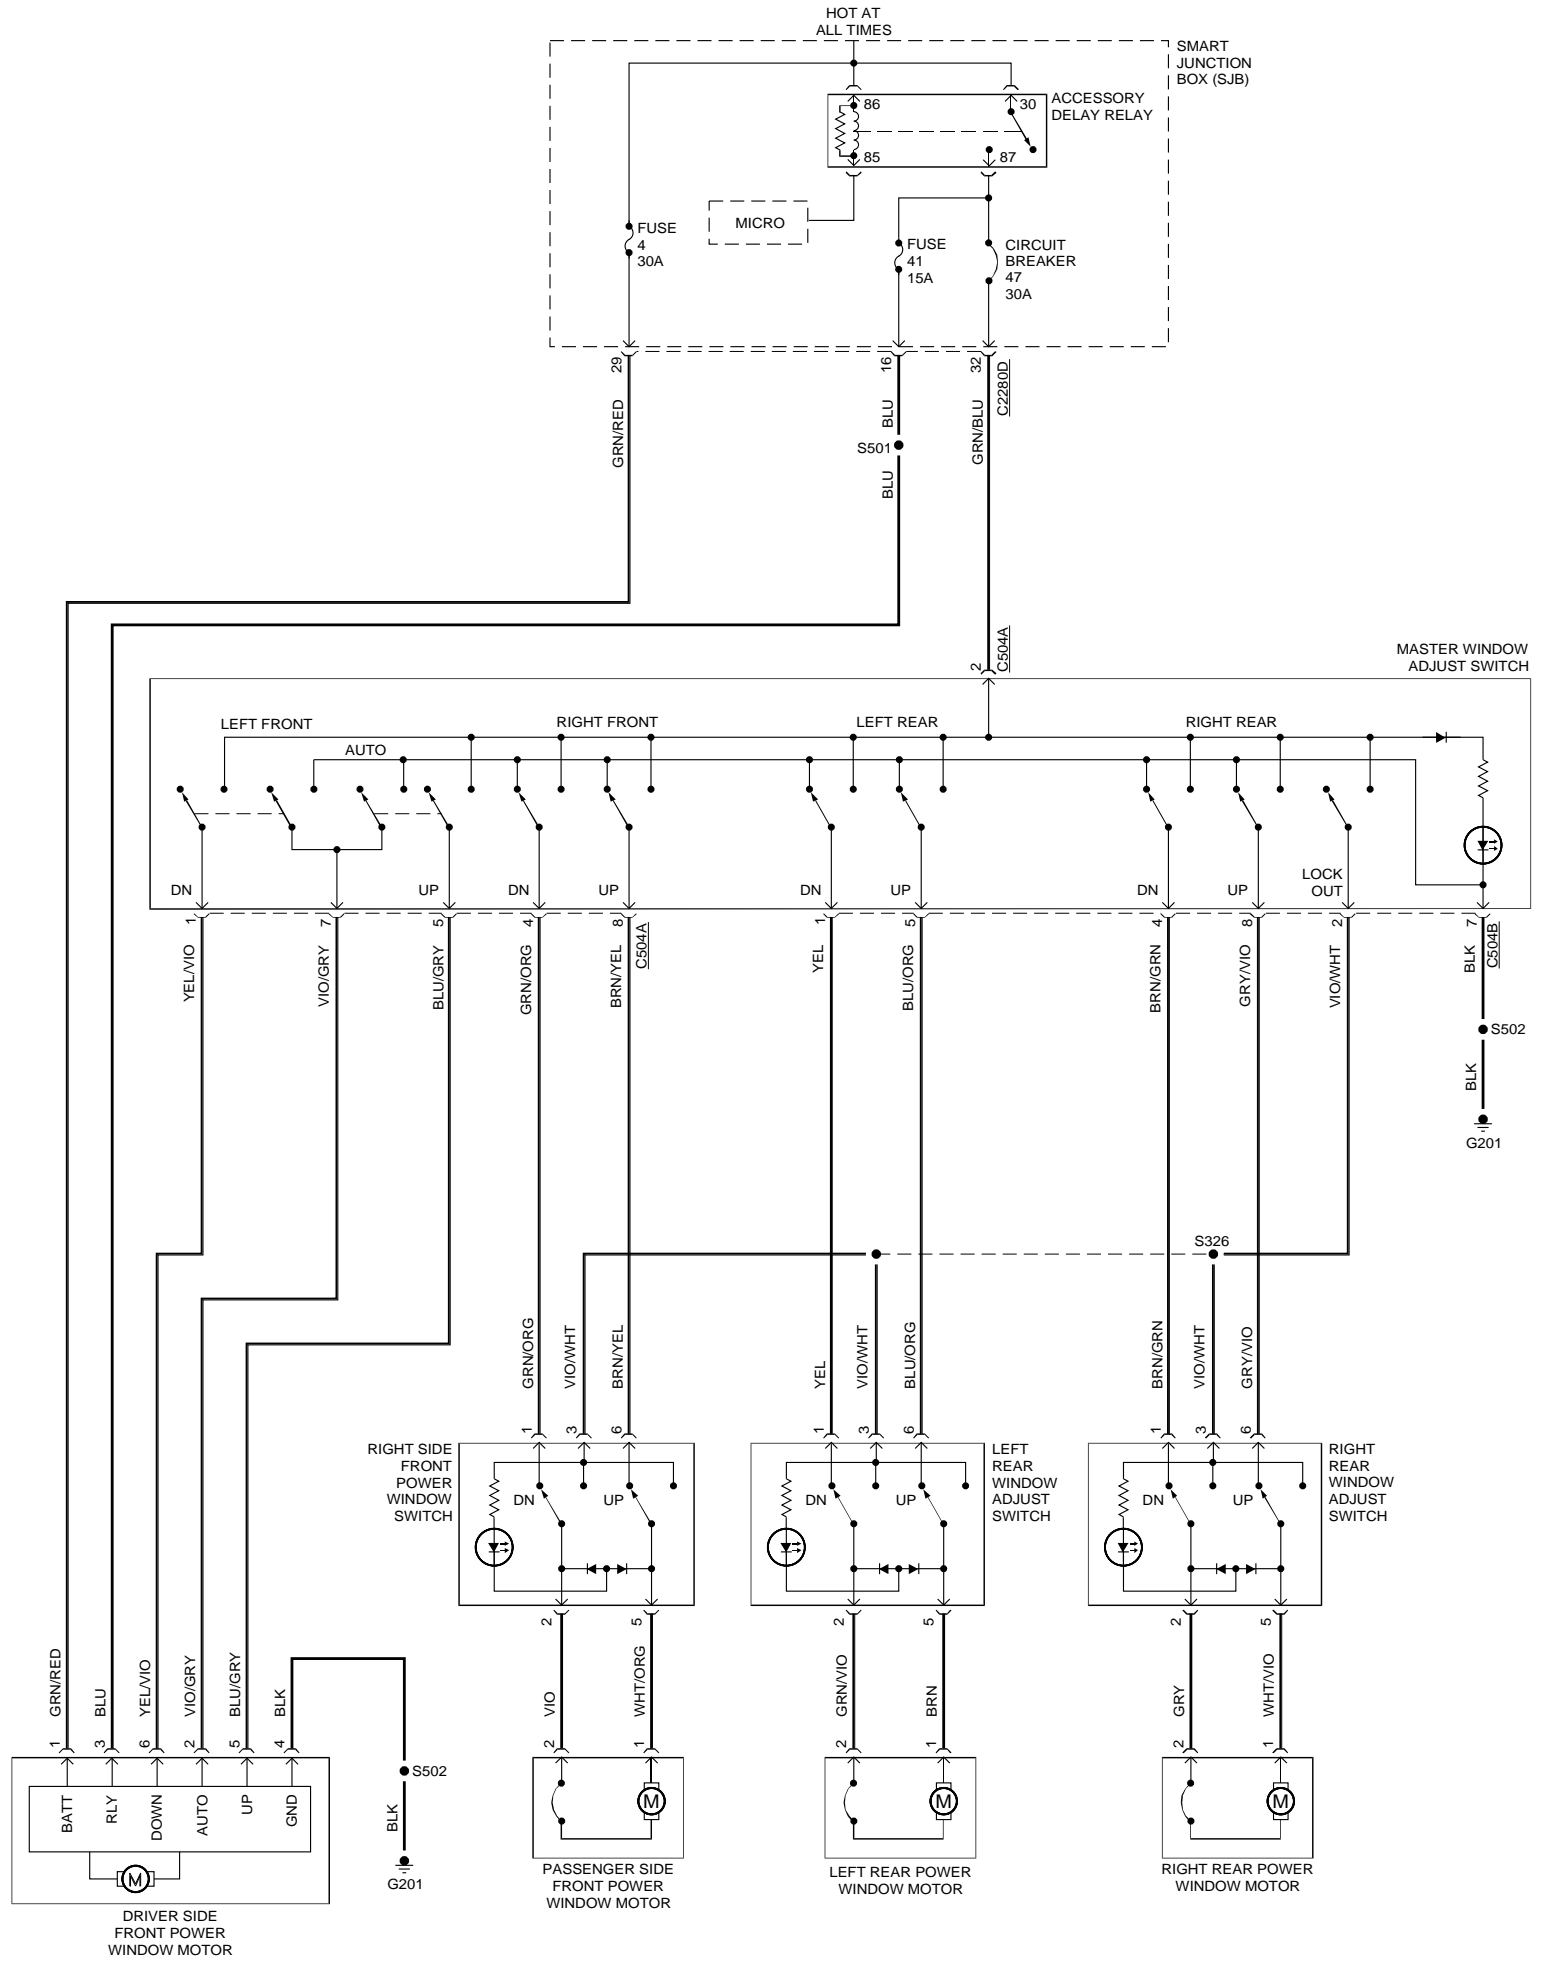 HOT AT
ALL TIMES
SMART
JUNCTION
BOX (SJB)
ACCESSORY
DELAY RELAY
86
30
85
87
MICRO
FUSE
4
30A
FUSE
41
15A
CIRCUIT
BREAKER
47
30A
29
16
32
C2280D
GRN/RED
BLU
GRN/BLU
S501
BLU
2
C504A
MASTER WINDOW
ADJUST SWITCH
LEFT FRONT
RIGHT FRONT
LEFT REAR
RIGHT REAR
AUTO
DN
UP
DN
UP
DN
UP
DN
UP
LOCK
OUT
1
7
5
4
8
C504A
1
5
4
8
2
7
C504B
YEL/VIO
VIO/GRY
BLU/GRY
GRN/ORG
BRN/YEL
YEL
BLU/ORG
BRN/GRN
GRY/VIO
VIO/WHT
BLK
S502
BLK
G201
S326
GRN/ORG
VIO/WHT
BRN/YEL
YEL
VIO/WHT
BLU/ORG
BRN/GRN
VIO/WHT
GRY/VIO
1
3
6
1
3
6
1
3
6
RIGHT SIDE
FRONT
POWER
WINDOW
SWITCH
DN
UP
LEFT
REAR
WINDOW
ADJUST
SWITCH
DN
UP
RIGHT
REAR
WINDOW
ADJUST
SWITCH
DN
UP
2
5
2
5
2
5
GRN/RED
BLU
YEL/VIO
VIO/GRY
BLU/GRY
BLK
VIO
WHT/ORG
GRN/VIO
BRN
GRY
WHT/VIO
1
3
6
2
5
4
2
1
2
1
2
1
S502
BLK
G201
BATT
RLY
DOWN
AUTO
UP
GND
M
M
M
M
DRIVER SIDE
FRONT POWER
WINDOW MOTOR
PASSENGER SIDE
FRONT POWER
WINDOW MOTOR
LEFT REAR POWER
WINDOW MOTOR
RIGHT REAR POWER
WINDOW MOTOR